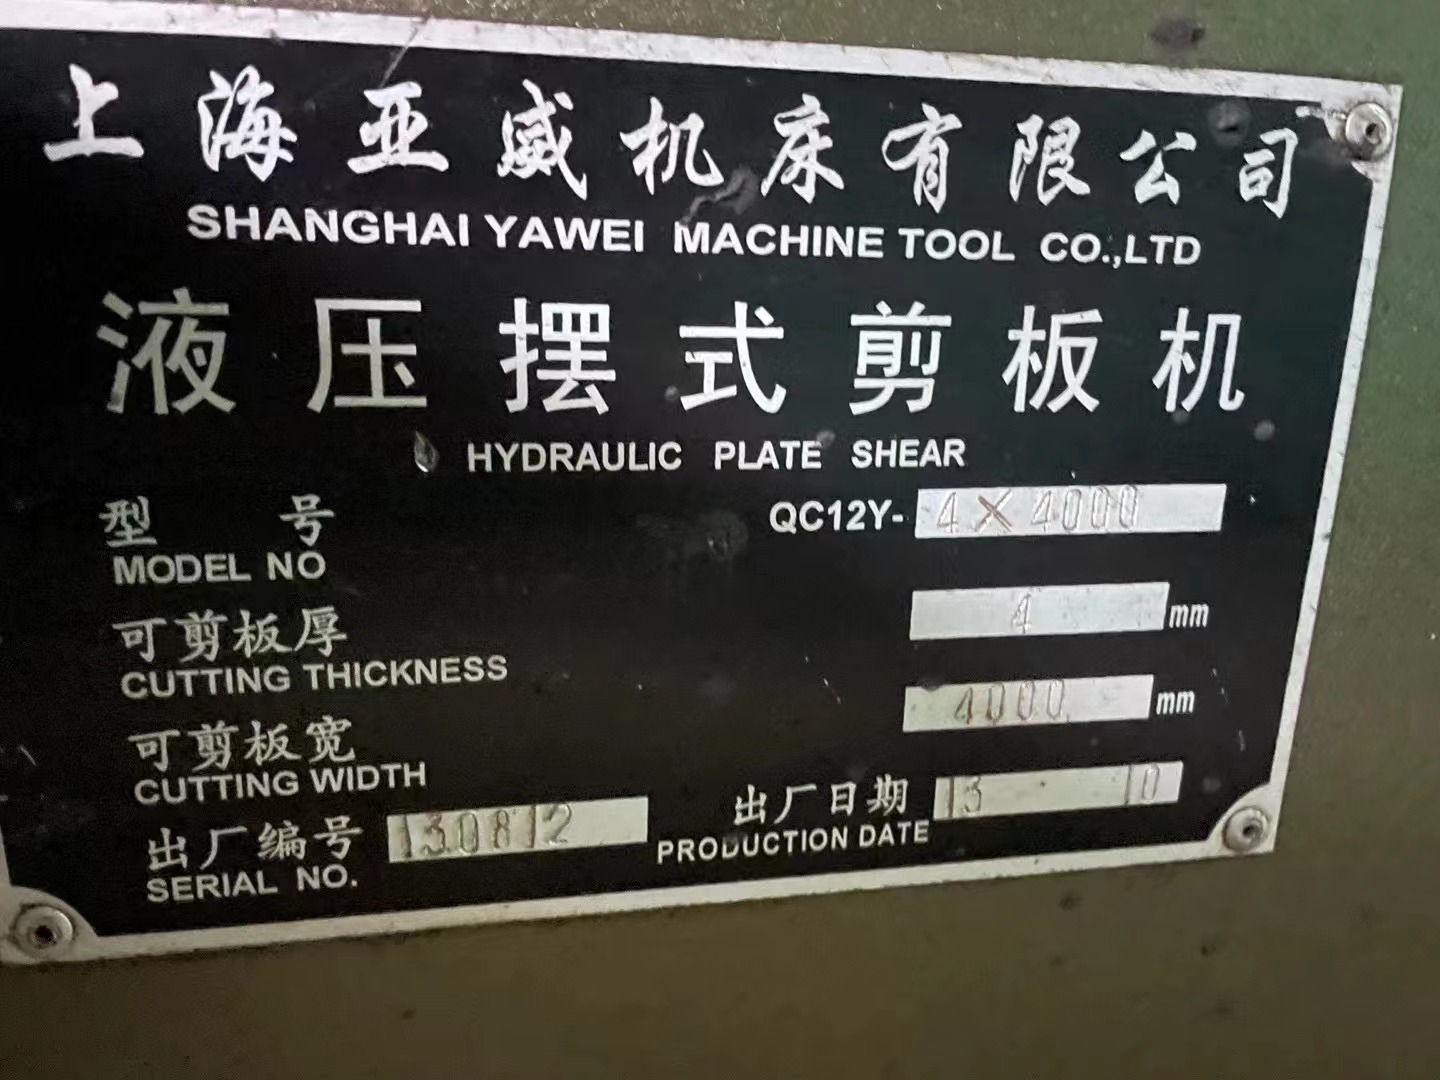 上海亚威机床有限公司
SHANGHAI YAWEI MACHINE TOOL CO.,LTD
液压摆式剪板机
HYDRAULIC PLATE SHEAR
型号 QC12Y- 4×4000
MODEL NO
可剪板厚 4 mm
CUTTING THICKNESS
可剪板宽 4000 mm
CUTTING WIDTH
出厂编号 130812 出厂日期 13 10
SERIAL NO. PRODUCTION DATE